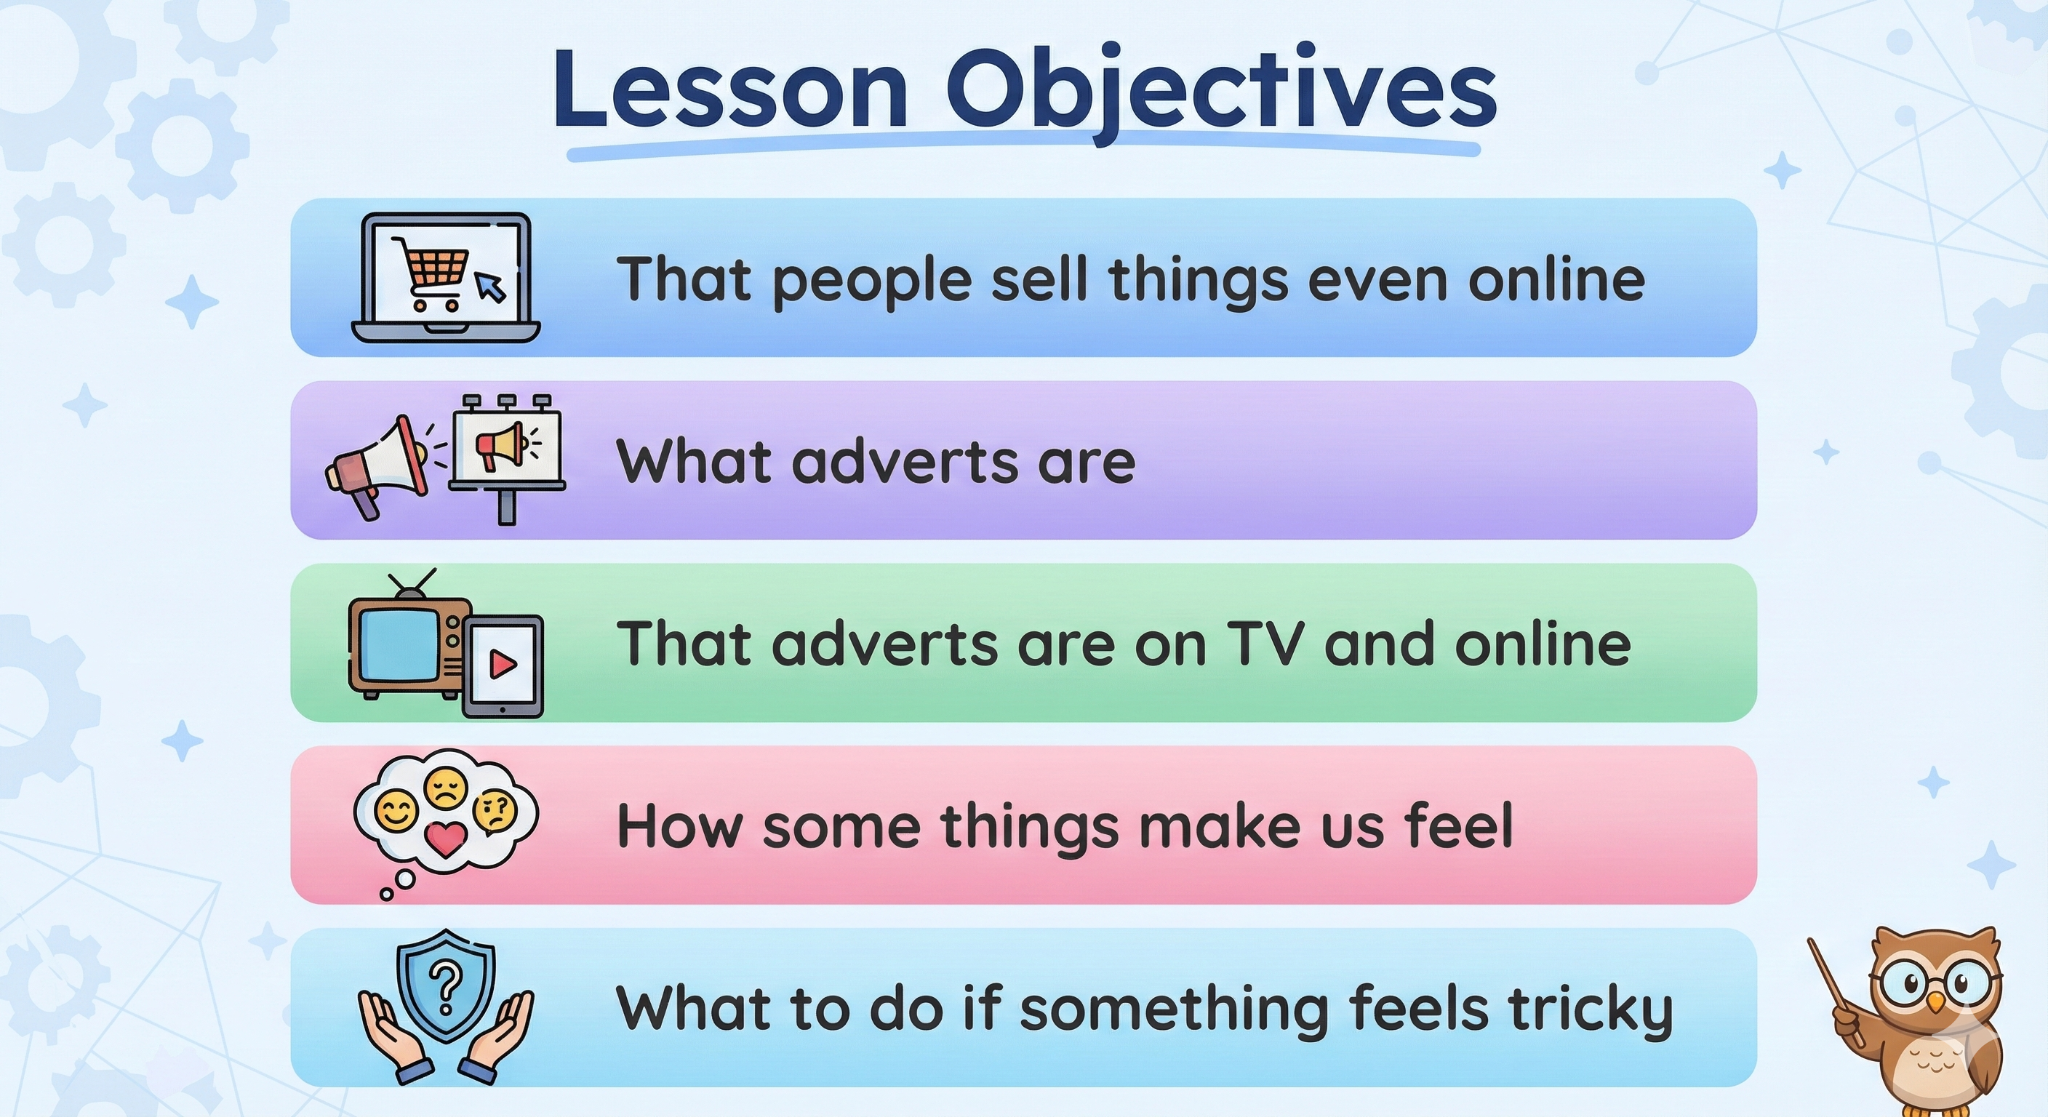 Lesson Objectives
That people sell things even online
What adverts are
That adverts are on TV and online
How some things make us feel
What to do if something feels tricky